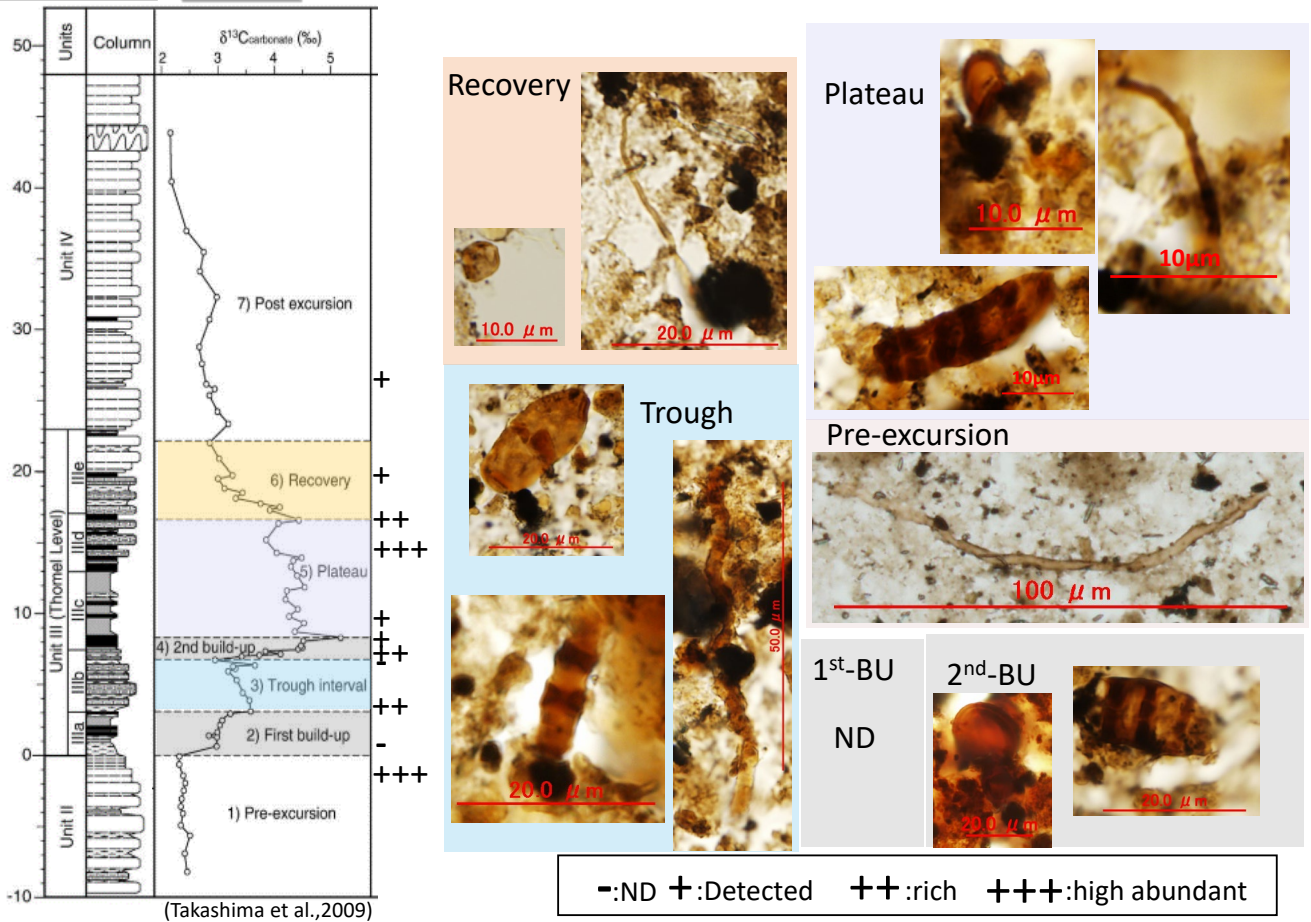 Units
Column
δ13Ccarbonate (‰)
2 3 4 5
50
40
30
20
10
0
-10
Unit IV
Unit III (Thomel Level)
Unit II
IIIe
IIId
IIIc
IIIb
IIIa
7) Post excursion
6) Recovery
5) Plateau
4) 2nd build-up
3) Trough interval
2) First build-up
1) Pre-excursion
+
+
++
+++
+
-
++
-
++
-
+++
(Takashima et al.,2009)
Recovery
10.0 μm
20.0 μm
Plateau
10.0 μm
10μm
10μm
Trough
20.0 μm
20.0 μm
50.0 μm
Pre-excursion
100 μm
1st-BU
ND
2nd-BU
20.0 μm
20.0 μm
-:ND +:Detected ++:rich +++:high abundant